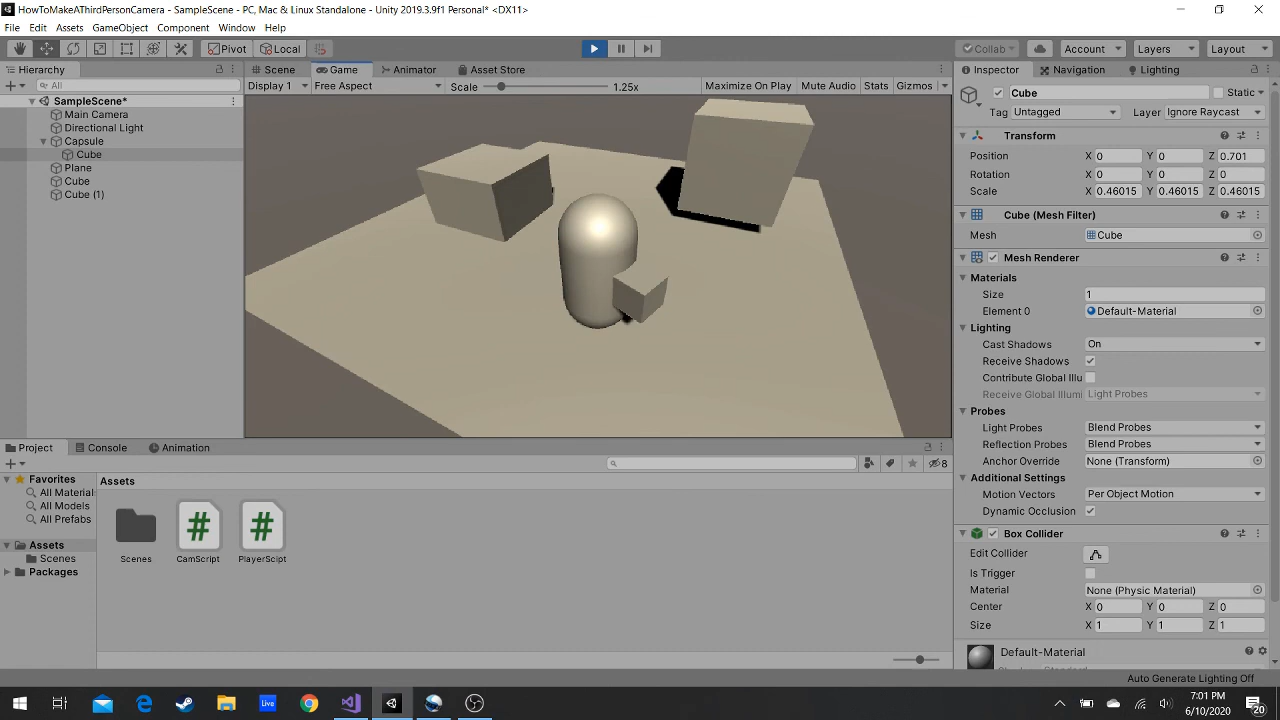 HowToMakeAThirdPersonCamera - SampleScene - PC, Mac & Linux Standalone - Unity 2019.3.9f1 Personal* <DX11>
File Edit Assets GameObject Component Window Help
Pivot Local Collab Account Layers Layout
Hierarchy
All
SampleScene*
Main Camera
Directional Light
Capsule
Cube
Plane
Cube
Cube (1)
Scene Game Animator Asset Store
Display 1 Free Aspect Scale 1.25x Maximize On Play Mute Audio Stats Gizmos
Inspector Navigation Lighting
Cube Static
Tag Untagged Layer Ignore Raycast
Transform
Position X 0 Y 0 Z 0.701
Rotation X 0 Y 0 Z 0
Scale X 0.46015 Y 0.46015 Z 0.46015
Cube (Mesh Filter)
Mesh Cube
Mesh Renderer
Materials
Size 1
Element 0 Default-Material
Lighting
Cast Shadows On
Receive Shadows
Contribute Global Illu
Receive Global Illumi Light Probes
Probes
Light Probes Blend Probes
Reflection Probes Blend Probes
Anchor Override None (Transform)
Additional Settings
Motion Vectors Per Object Motion
Dynamic Occlusion
Box Collider
Edit Collider
Is Trigger
Material None (Physic Material)
Center X 0 Y 0 Z 0
Size X 1 Y 1 Z 1
Default-Material
Auto Generate Lighting Off
Project Console Animation
8
Favorites
All Material
All Models
All Prefabs
Assets
Scenes
Packages
Assets
Scenes CamScript PlayerScipt
Live
7:01 PM
6/10/2020
20